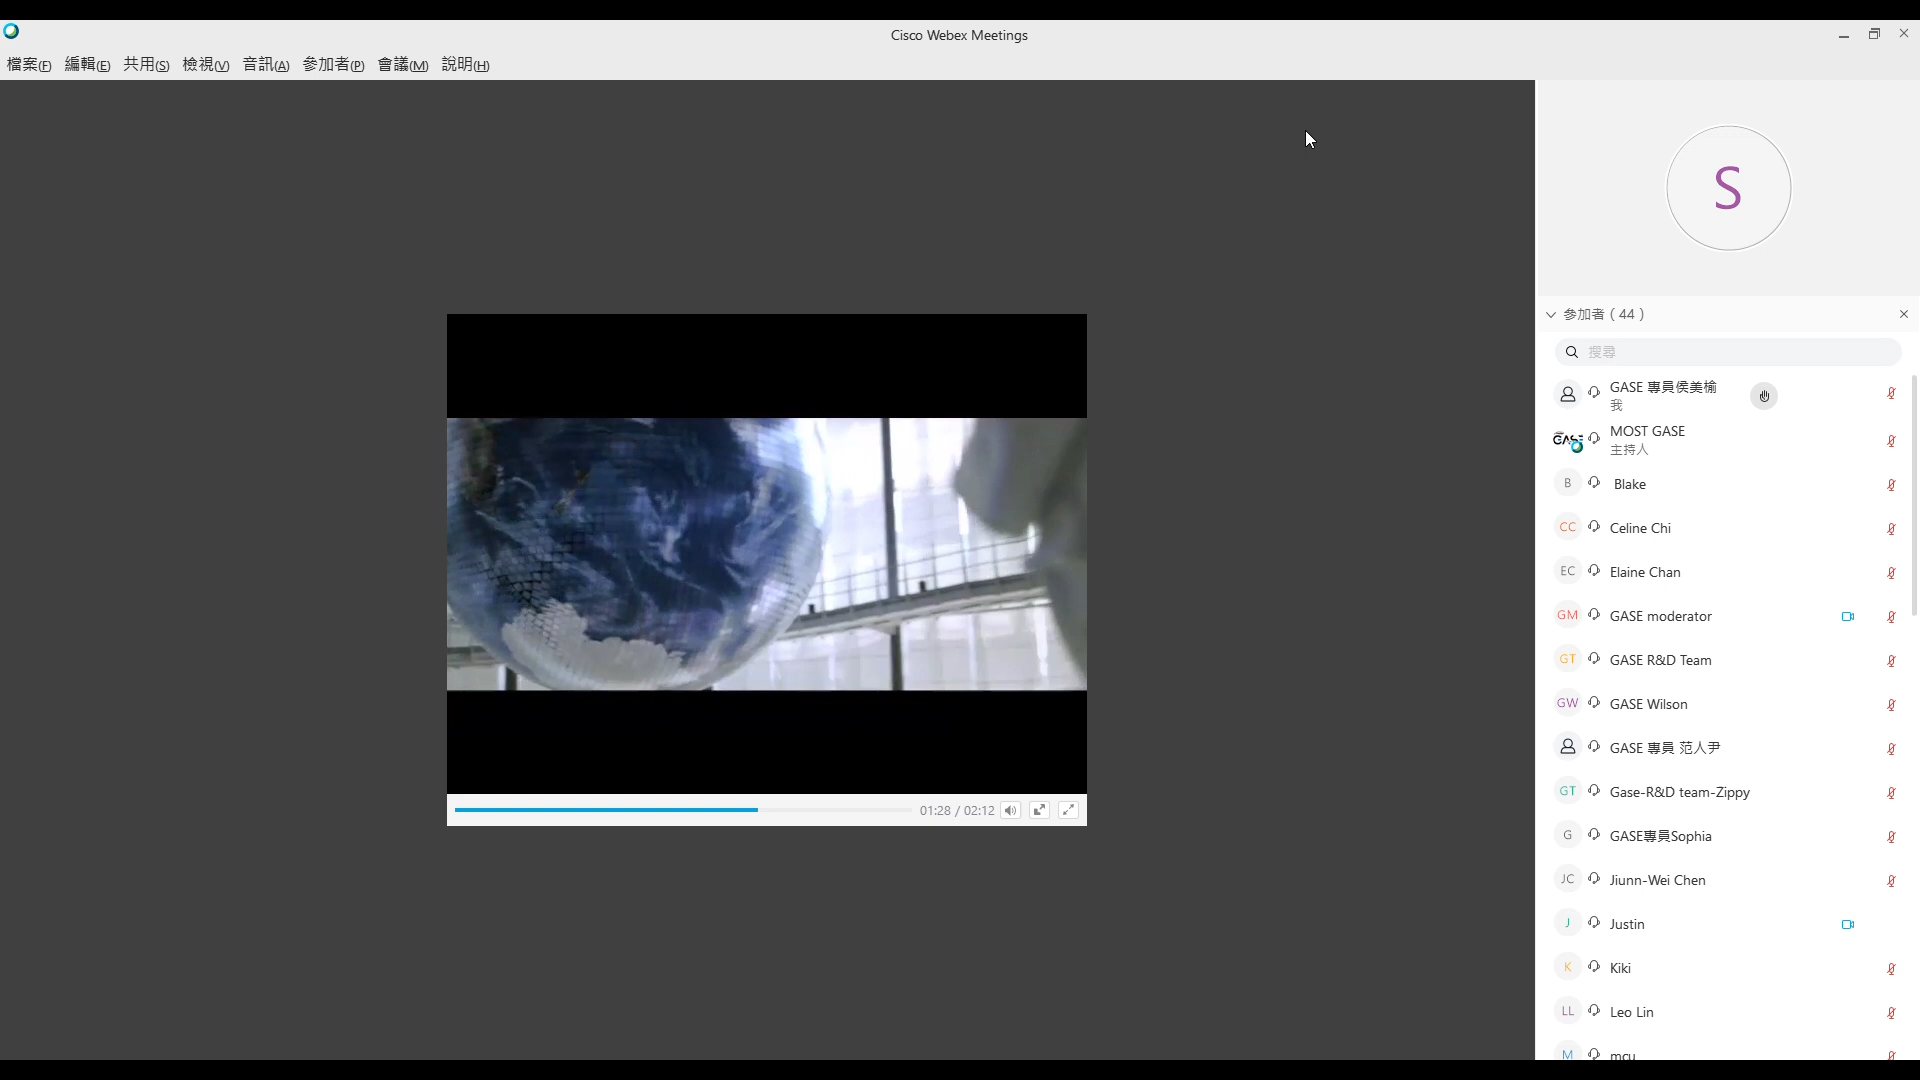 Cisco Webex Meetings
檔案(F) 編輯(E) 共用(S) 檢視(V) 音訊(A) 參加者(P) 會議(M) 說明(H)
S
參加者 ( 44 )
搜尋
GASE 專員侯美榆
我
GASE
MOST GASE
主持人
B Blake
CC Celine Chi
EC Elaine Chan
GM GASE moderator
GT GASE R&D Team
GW GASE Wilson
GASE 專員 范人尹
GT Gase-R&D team-Zippy
G GASE專員Sophia
JC Jiunn-Wei Chen
J Justin
K Kiki
LL Leo Lin
M mcu
01:28 / 02:12